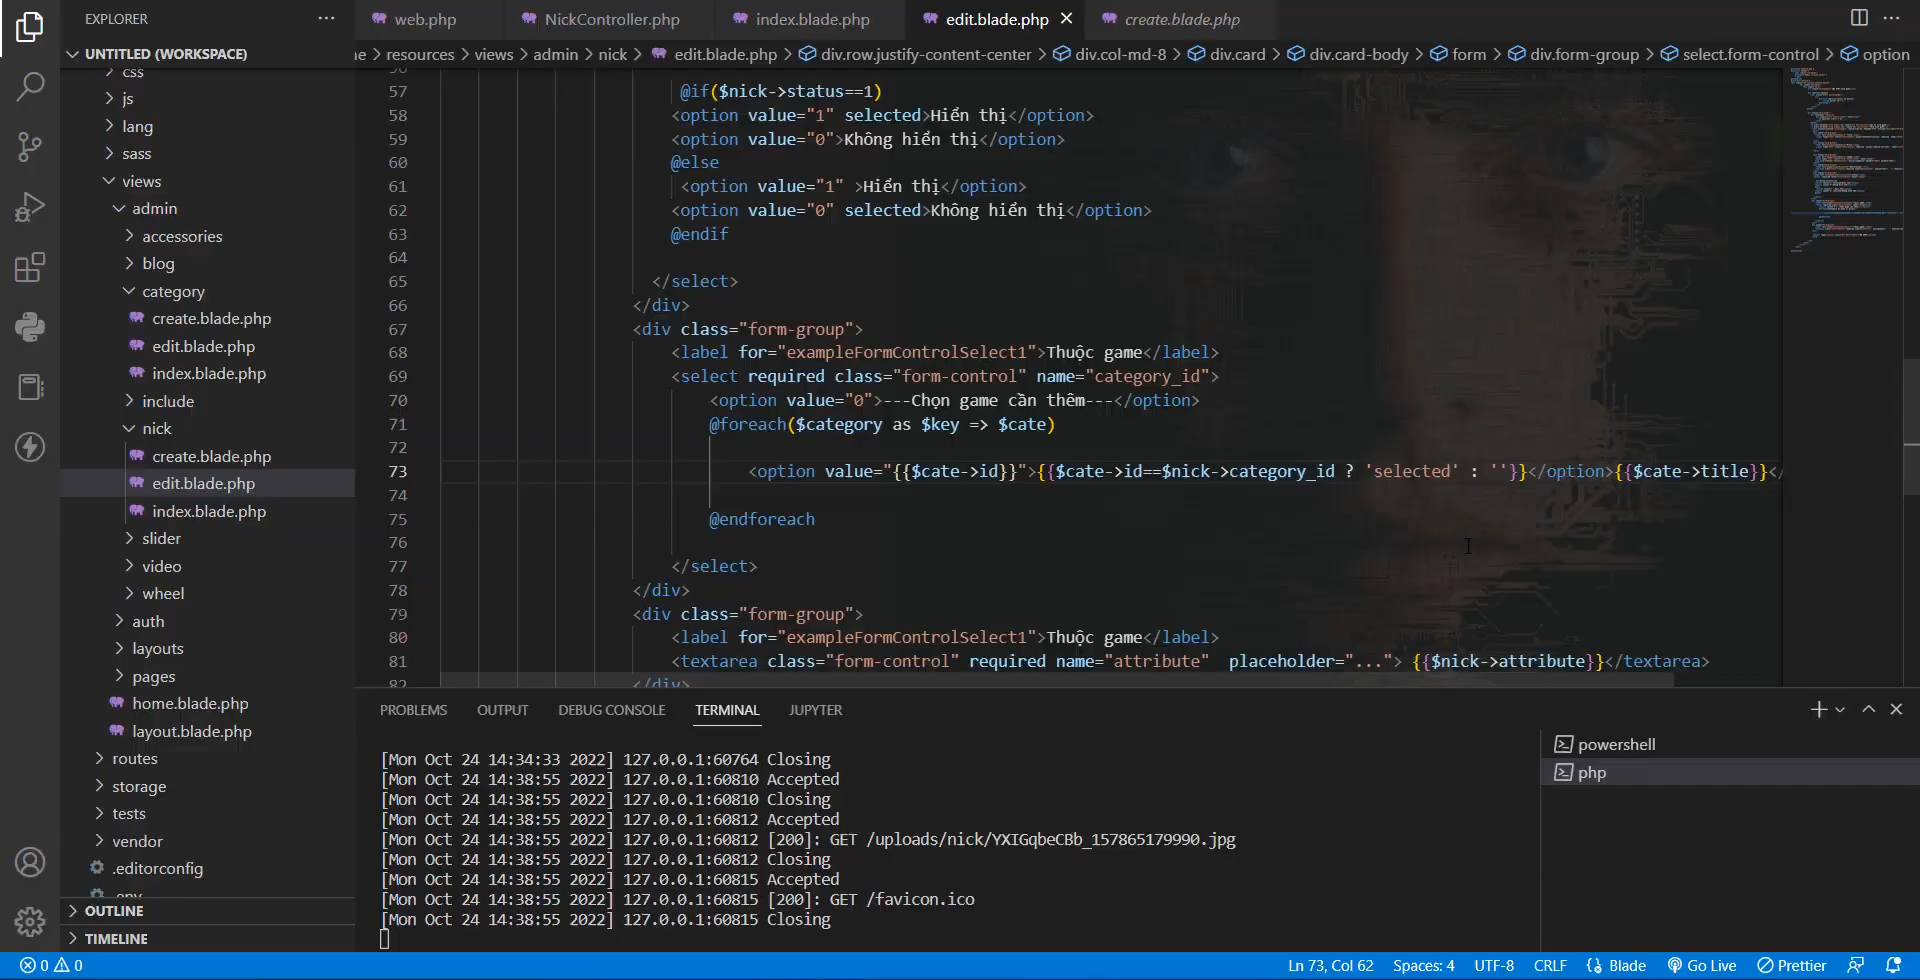 EXPLORER ···
web.php NickController.php index.blade.php edit.blade.php create.blade.php
UNTITLED (WORKSPACE)
resources > views > admin > nick > edit.blade.php > div.row.justify-content-center > div.col-md-8 > div.card > div.card-body > form > div.form-group > select.form-control > option
css
js
lang
sass
views
admin
accessories
blog
category
create.blade.php
edit.blade.php
index.blade.php
include
nick
create.blade.php
edit.blade.php
index.blade.php
slider
video
wheel
auth
layouts
pages
home.blade.php
layout.blade.php
routes
storage
tests
vendor
.editorconfig
.env
OUTLINE
TIMELINE
57 @if($nick->status==1)
58 <option value="1" selected>Hiển thị</option>
59 <option value="0">Không hiển thị</option>
60 @else
61 <option value="1" >Hiển thị</option>
62 <option value="0" selected>Không hiển thị</option>
63 @endif
64
65 </select>
66 </div>
67 <div class="form-group">
68 <label for="exampleFormControlSelect1">Thuộc game</label>
69 <select required class="form-control" name="category_id">
70 <option value="0">---Chọn game cần thêm---</option>
71 @foreach($category as $key => $cate)
72
73 <option value="{{$cate->id}}">{{$cate->id==$nick->category_id ? 'selected' : ''}}</option>{{$cate->title}}</
74
75 @endforeach
76
77 </select>
78 </div>
79 <div class="form-group">
80 <label for="exampleFormControlSelect1">Thuộc game</label>
81 <textarea class="form-control" required name="attribute" placeholder="..."> {{$nick->attribute}}</textarea>
82 </div>
PROBLEMS OUTPUT DEBUG CONSOLE TERMINAL JUPYTER
[Mon Oct 24 14:34:33 2022] 127.0.0.1:60764 Closing
[Mon Oct 24 14:38:55 2022] 127.0.0.1:60810 Accepted
[Mon Oct 24 14:38:55 2022] 127.0.0.1:60810 Closing
[Mon Oct 24 14:38:55 2022] 127.0.0.1:60812 Accepted
[Mon Oct 24 14:38:55 2022] 127.0.0.1:60812 [200]: GET /uploads/nick/YXIGqbeCBb_157865179990.jpg
[Mon Oct 24 14:38:55 2022] 127.0.0.1:60812 Closing
[Mon Oct 24 14:38:55 2022] 127.0.0.1:60815 Accepted
[Mon Oct 24 14:38:55 2022] 127.0.0.1:60815 [200]: GET /favicon.ico
[Mon Oct 24 14:38:55 2022] 127.0.0.1:60815 Closing
powershell
php
0 0 Ln 73, Col 62 Spaces: 4 UTF-8 CRLF Blade Go Live Prettier